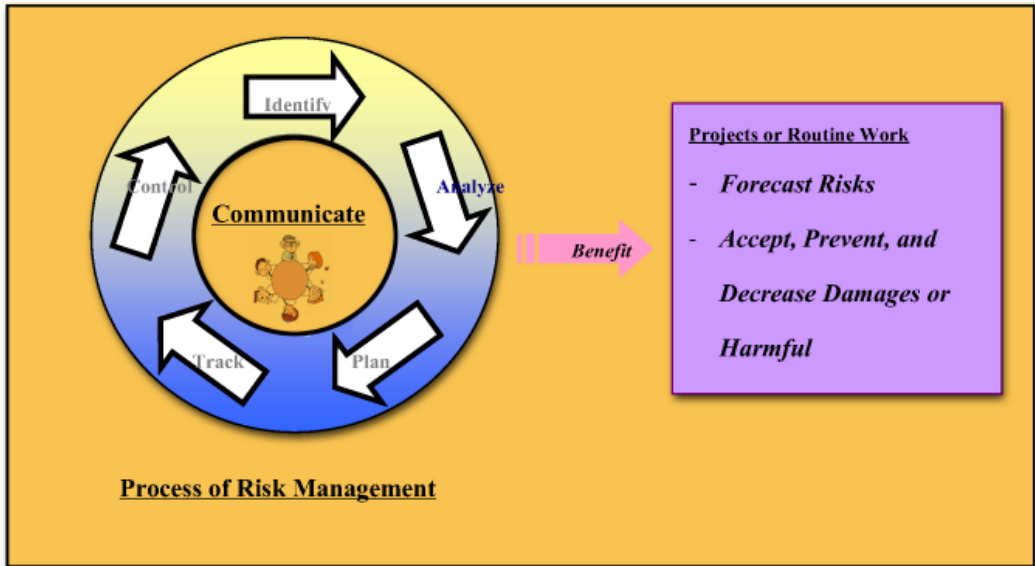 Identify
Analyze
Plan
Track
Control
Communicate
Process of Risk Management
Benefit
Projects or Routine Work
- Forecast Risks
- Accept, Prevent, and
Decrease Damages or
Harmful